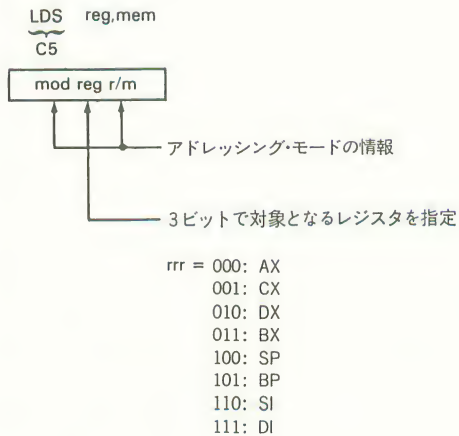 LDS reg,mem
C5
mod reg r/m
アドレッシング・モードの情報
3ビットで対象となるレジスタを指定
rrr = 000: AX
001: CX
010: DX
011: BX
100: SP
101: BP
110: SI
111: DI